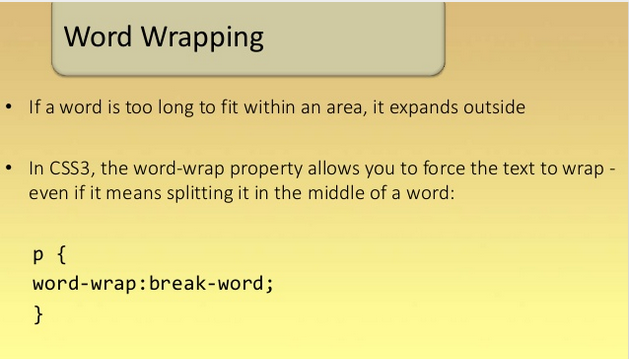 Word Wrapping
• If a word is too long to fit within an area, it expands outside
• In CSS3, the word-wrap property allows you to force the text to wrap -
even if it means splitting it in the middle of a word:
p {
word-wrap:break-word;
}